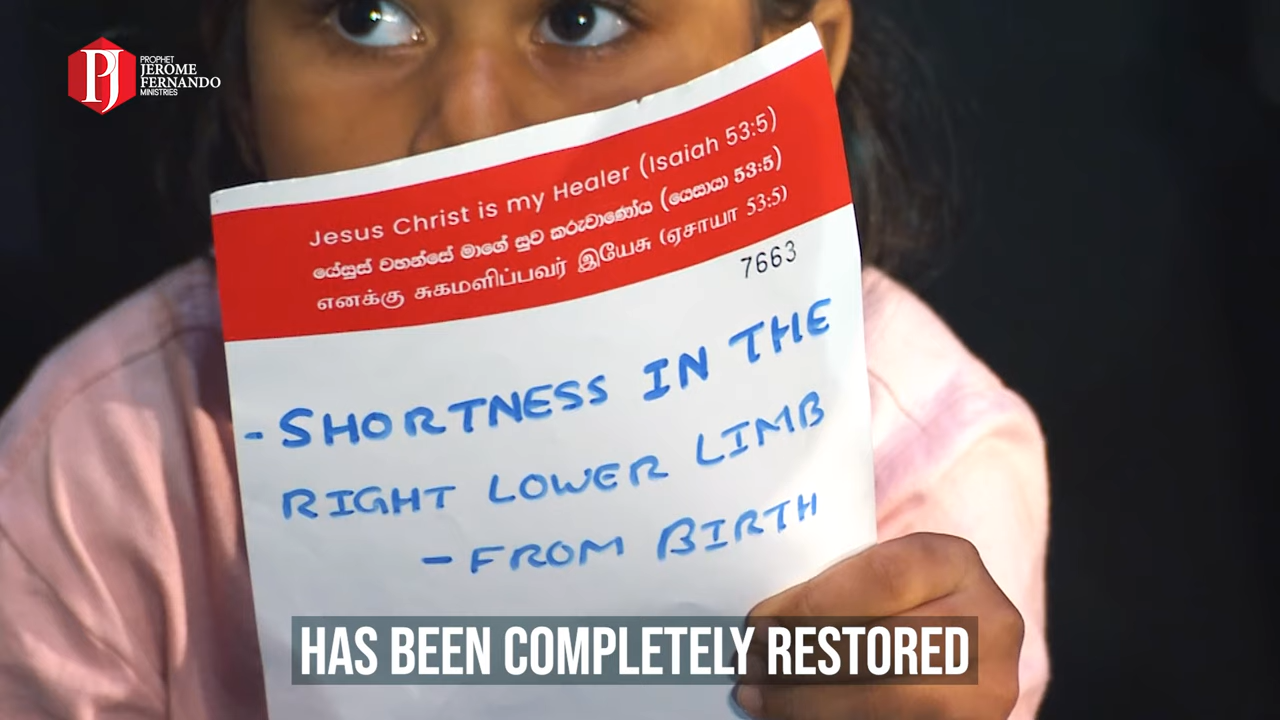 PJ
PROPHET
JEROME
FERNANDO
MINISTRIES
Jesus Christ is my Healer (Isaiah 53:5)
යේසුස් වහන්සේ මාගේ සුව කරුවාණෝය (යෙසායා 53:5)
எனக்கு சுகமளிப்பவர் இயேசு (ஏசாயா 53:5)
7663
- SHORTNESS IN THE
RIGHT LOWER LIMB
- FROM BIRTH
HAS BEEN COMPLETELY RESTORED